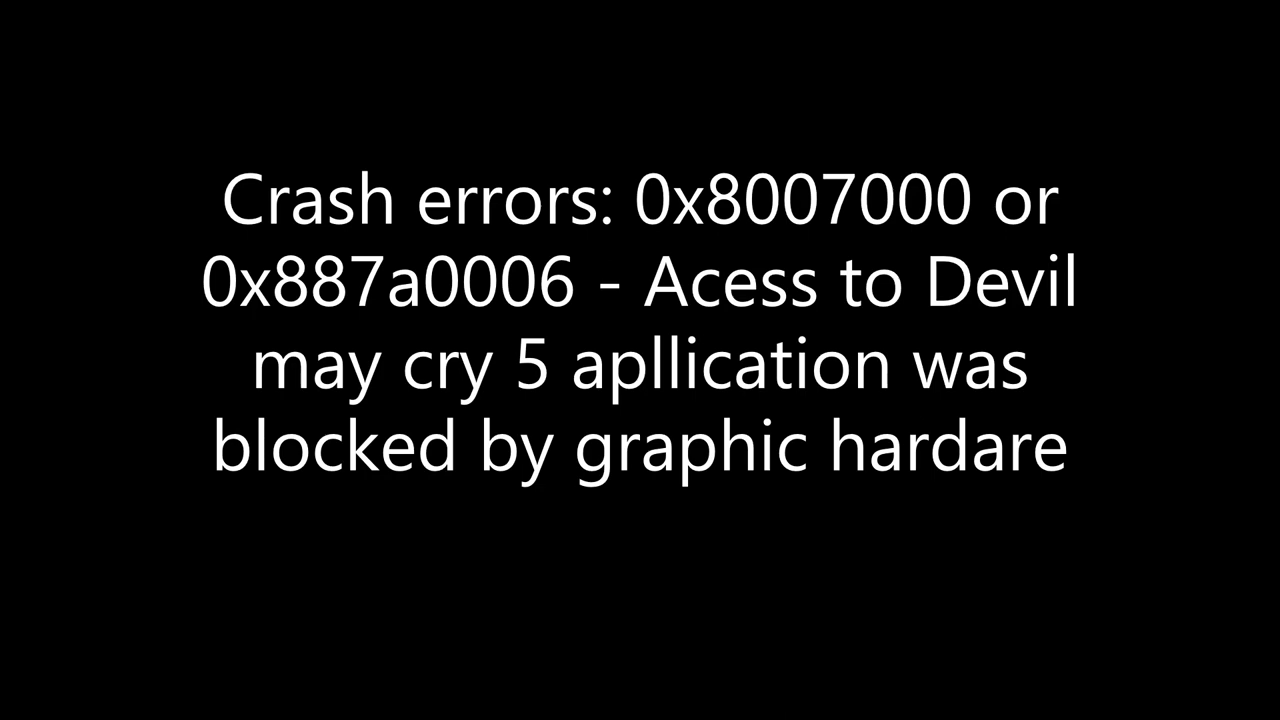 Crash errors: 0x8007000 or
0x887a0006 - Acess to Devil
may cry 5 apllication was
blocked by graphic hardare